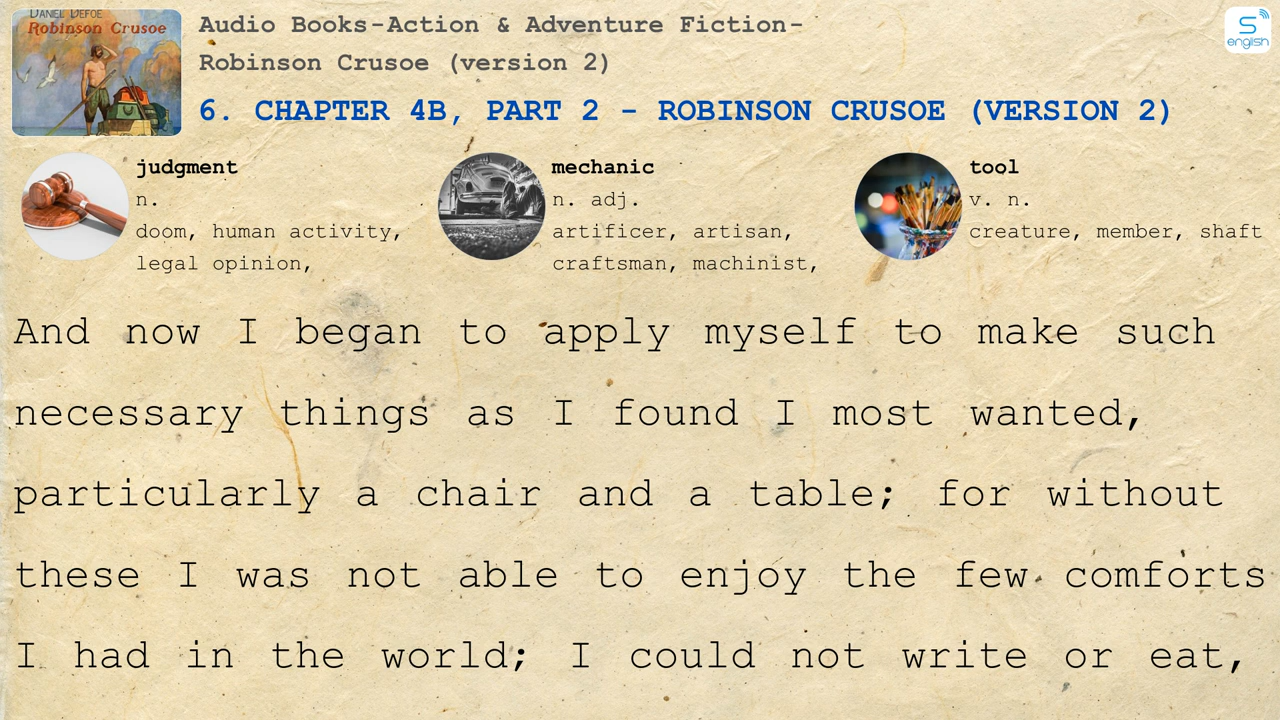 DANIEL DEFOE
Robinson Crusoe
Audio Books-Action & Adventure Fiction-
Robinson Crusoe (version 2)
S
english
6. CHAPTER 4B, PART 2 - ROBINSON CRUSOE (VERSION 2)
judgment
n.
doom, human activity,
legal opinion,
mechanic
n. adj.
artificer, artisan,
craftsman, machinist,
tool
v. n.
creature, member, shaft
And now I began to apply myself to make such
necessary things as I found I most wanted,
particularly a chair and a table; for without
these I was not able to enjoy the few comforts
I had in the world; I could not write or eat,